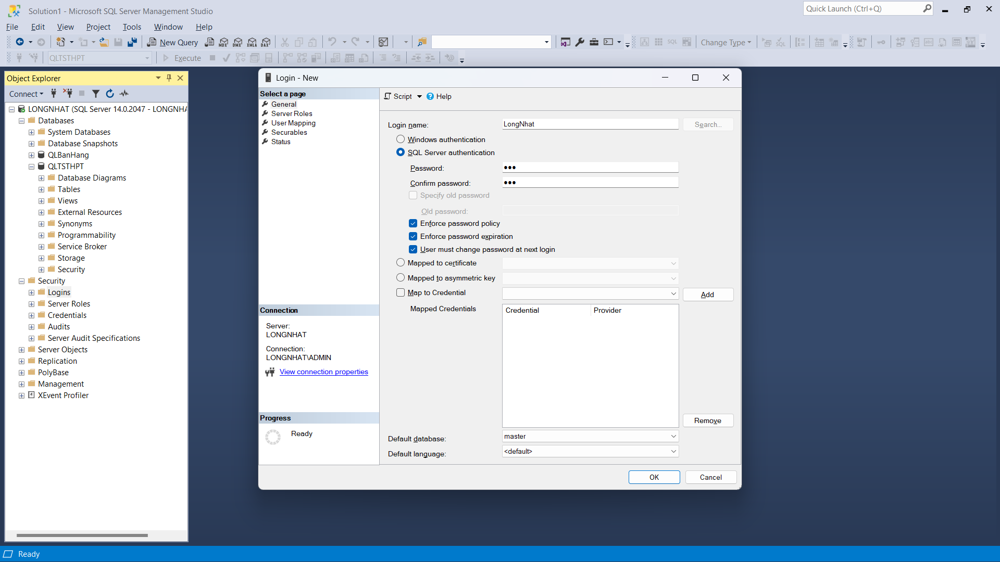 Solution1 - Microsoft SQL Server Management Studio
Quick Launch (Ctrl+Q)
File Edit View Project Tools Window Help
New Query MDX DMX XMLA DAX SQL Change Type
QLTSTHPT Execute
Object Explorer
Connect
LONGNHAT (SQL Server 14.0.2047 - LONGNHA
Databases
System Databases
Database Snapshots
QLBanHang
QLTSTHPT
Database Diagrams
Tables
Views
External Resources
Synonyms
Programmability
Service Broker
Storage
Security
Security
Logins
Server Roles
Credentials
Audits
Server Audit Specifications
Server Objects
Replication
PolyBase
Management
XEvent Profiler
Login - New
Select a page
General
Server Roles
User Mapping
Securables
Status
Connection
Server:
LONGNHAT
Connection:
LONGNHAT\ADMIN
View connection properties
Progress
Ready
Script Help
Login name: LongNhat Search...
Windows authentication
SQL Server authentication
Password: ●●●
Confirm password: ●●●
Specify old password
Old password:
Enforce password policy
Enforce password expiration
User must change password at next login
Mapped to certificate
Mapped to asymmetric key
Map to Credential Add
Mapped Credentials Credential Provider
Remove
Default database: master
Default language: <default>
OK Cancel
Ready